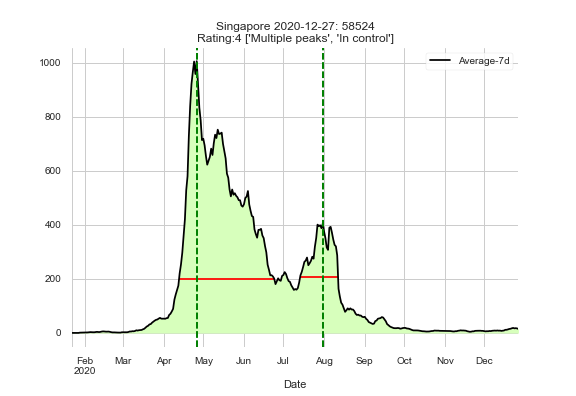 Singapore 2020-12-27: 58524
Rating:4 ['Multiple peaks', 'In control']
Average-7d
1000
800
600
400
200
0
Feb Mar Apr May Jun Jul Aug Sep Oct Nov Dec
2020
Date